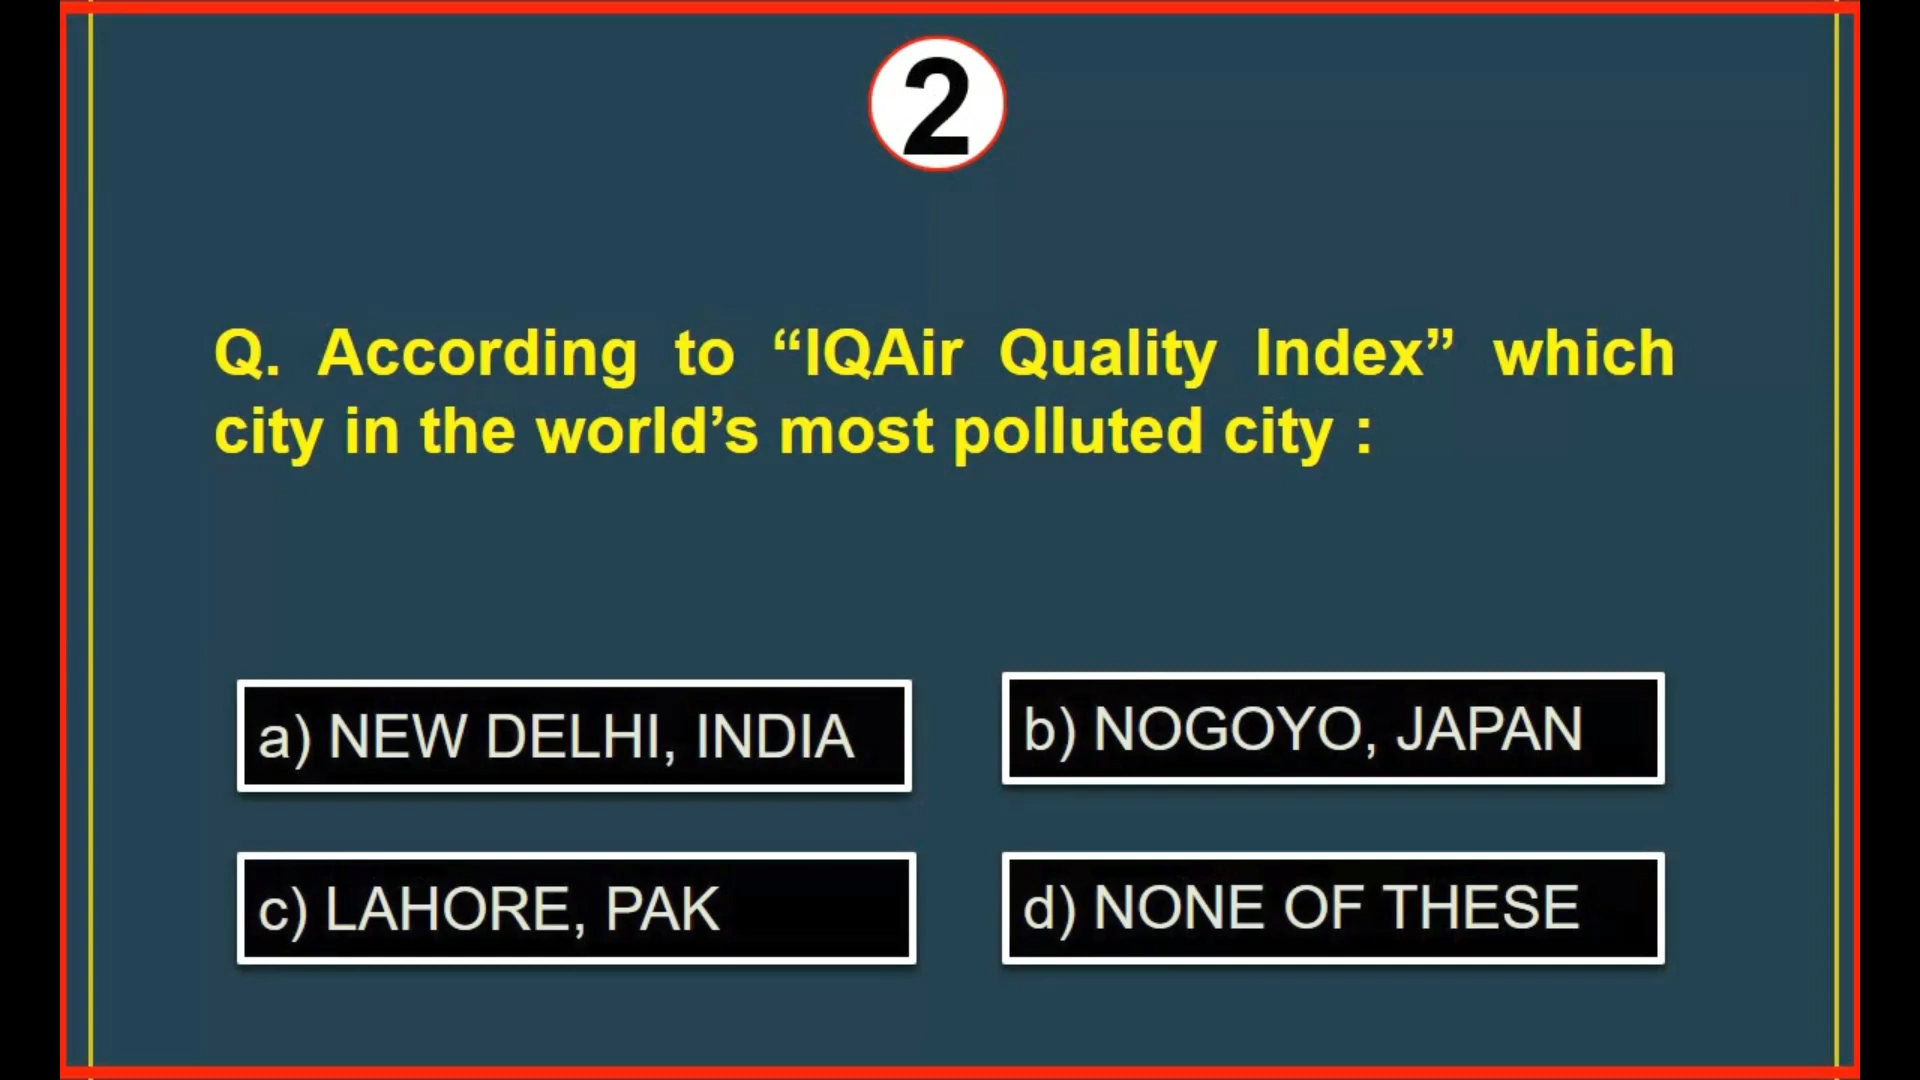 2
Q. According to “IQAir Quality Index” which
city in the world’s most polluted city :
a) NEW DELHI, INDIA
b) NOGOYO, JAPAN
c) LAHORE, PAK
d) NONE OF THESE